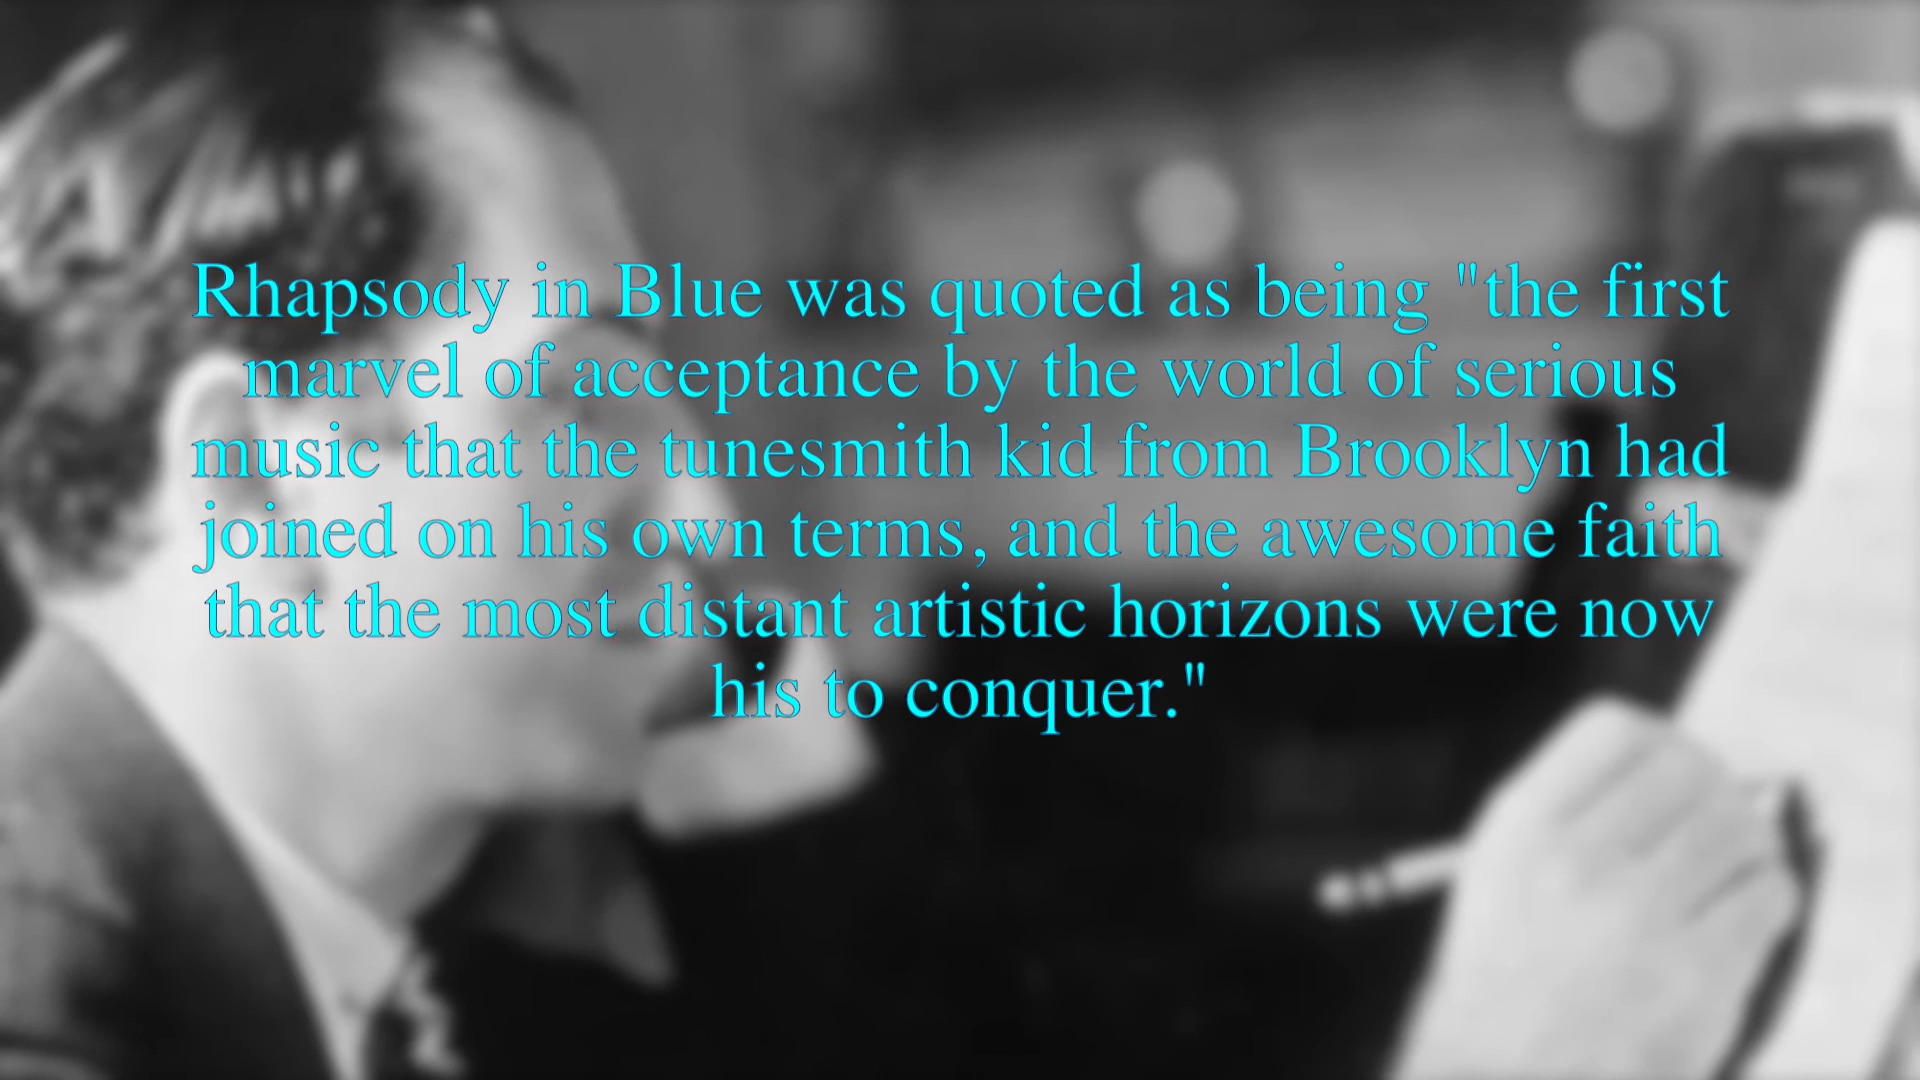 Rhapsody in Blue was quoted as being "the first
marvel of acceptance by the world of serious
music that the tunesmith kid from Brooklyn had
joined on his own terms, and the awesome faith
that the most distant artistic horizons were now
his to conquer."